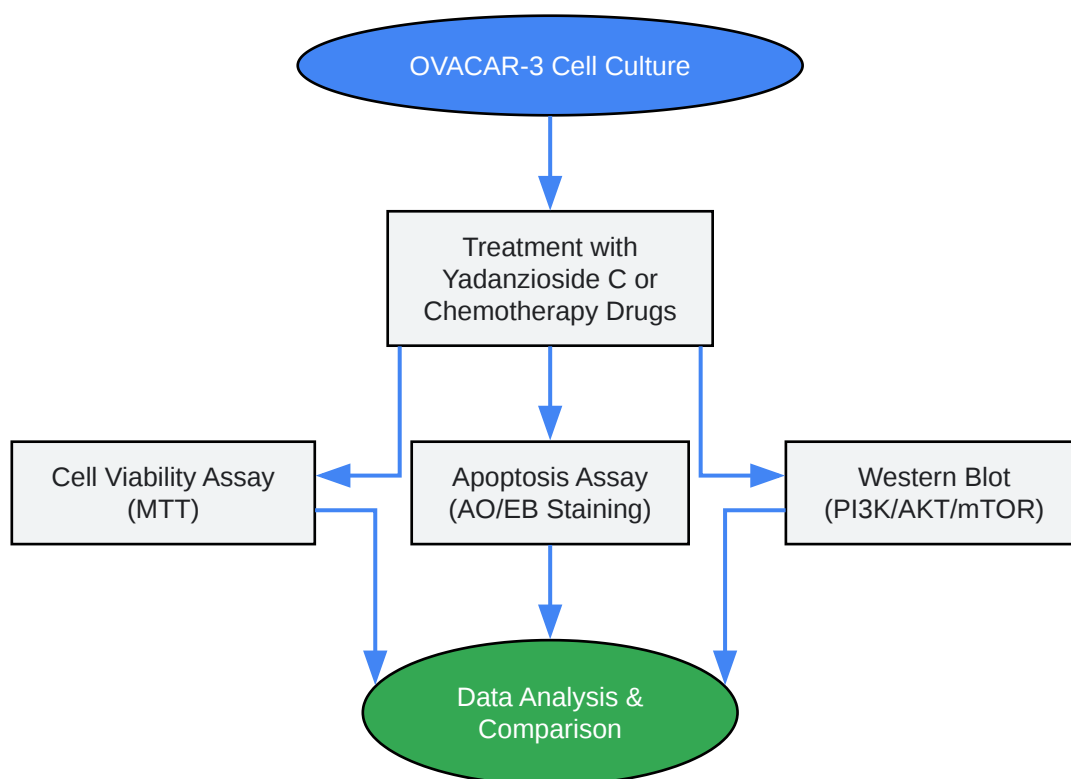 OVACAR-3 Cell Culture
Treatment with
Yadanzioside C or
Chemotherapy Drugs
Cell Viability Assay
(MTT)
Apoptosis Assay
(AO/EB Staining)
Western Blot
(PI3K/AKT/mTOR)
Data Analysis &
Comparison